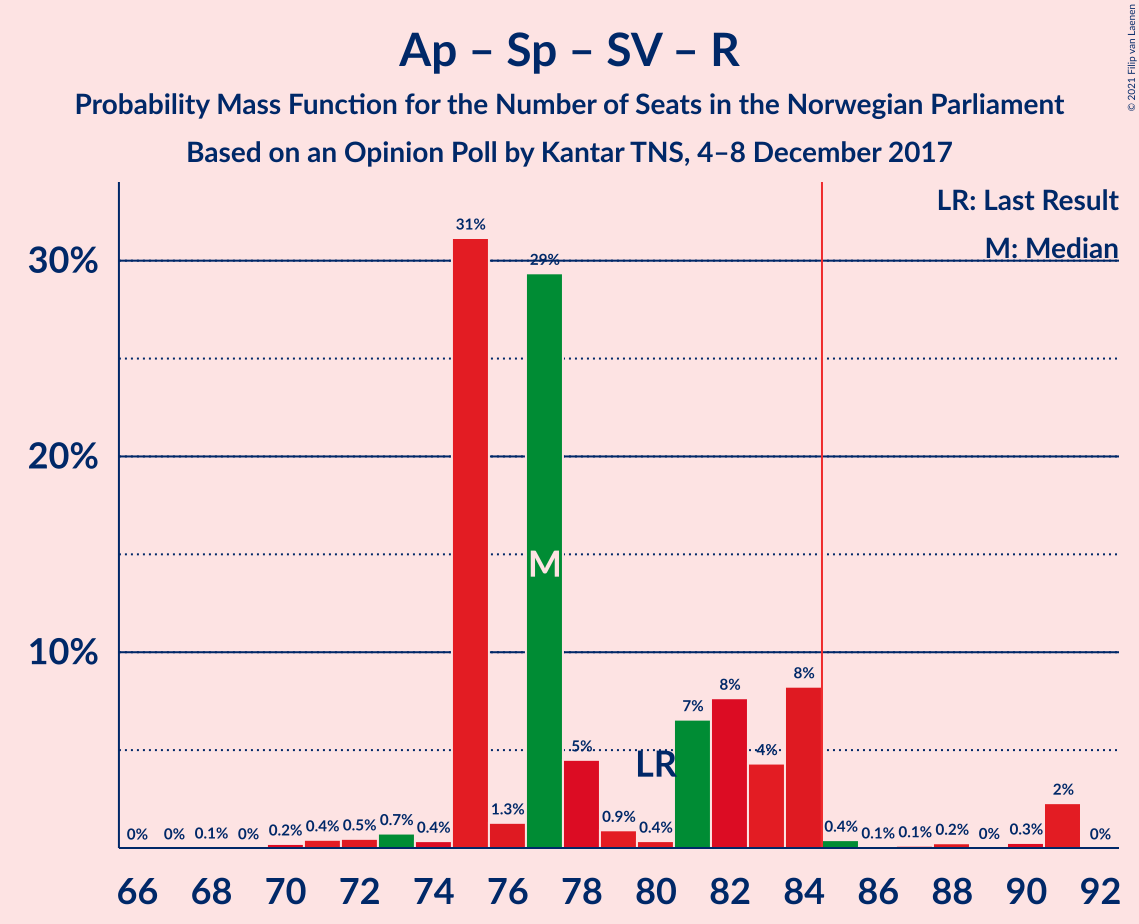 © 2021 Filip van Laenen
Ap – Sp – SV – R
Probability Mass Function for the Number of Seats in the Norwegian Parliament
Based on an Opinion Poll by Kantar TNS, 4–8 December 2017
LR: Last Result
M: Median
30%
20%
10%
0% 0% 0.1% 0% 0.2% 0.4% 0.5% 0.7% 0.4% 31% 1.3% 29% 5% 0.9% 0.4% 7% 8% 4% 8% 0.4% 0.1% 0.1% 0.2% 0% 0.3% 2% 0%
M
LR
66 68 70 72 74 76 78 80 82 84 86 88 90 92